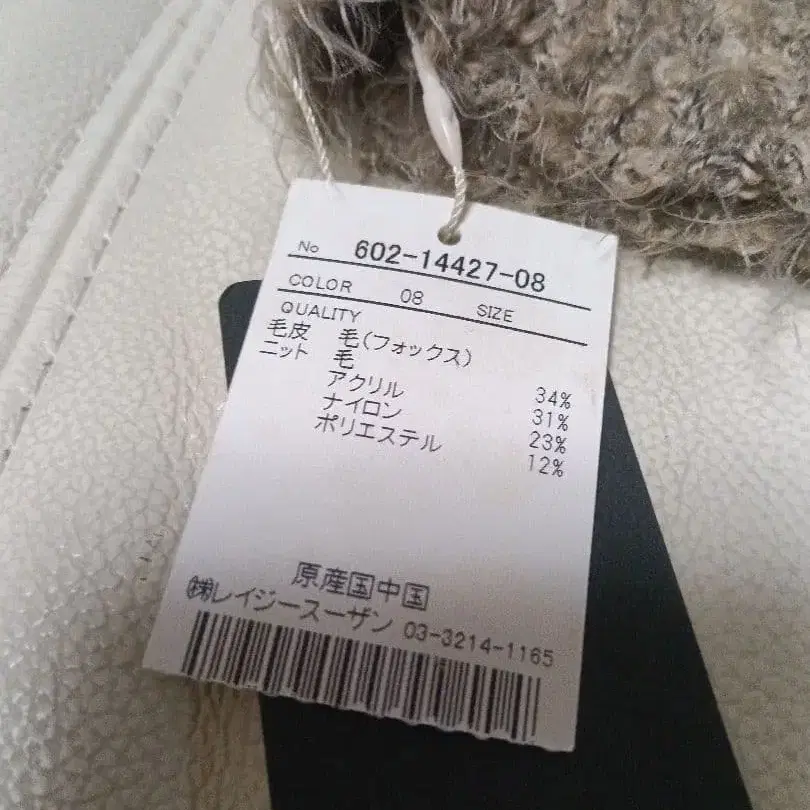 No 602-14427-08
COLOR 08 SIZE
QUALITY
毛皮 毛(フォックス)
ニット 毛 34%
アクリル 31%
ナイロン 23%
ポリエステル 12%
原産国中国
㈱レイジースーザン 03-3214-1165